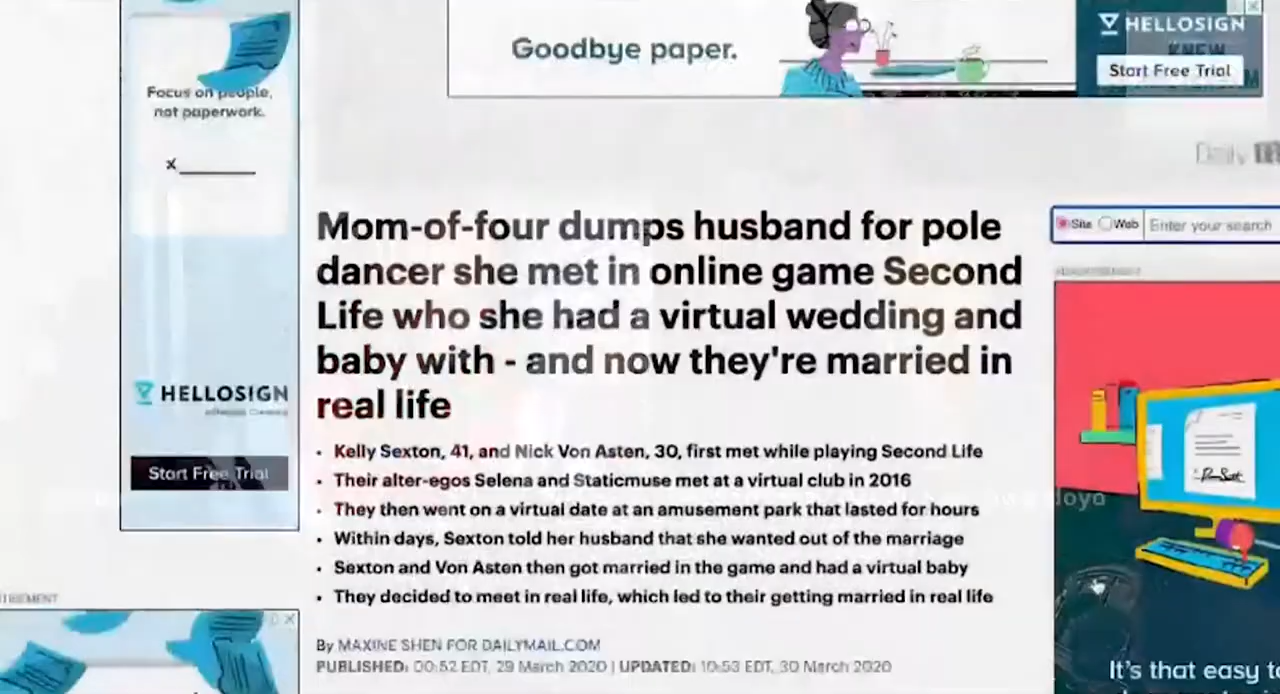 Goodbye paper.
HELLOSIGN
KNEW
Start Free Trial
Focus on people,
not paperwork.
x
Daily
Mom-of-four dumps husband for pole
dancer she met in online game Second
Life who she had a virtual wedding and
baby with - and now they're married in
real life
Site Web Enter your search
ADVERTISEMENT
HELLOSIGN
Start Free Trial
• Kelly Sexton, 41, and Nick Von Asten, 30, first met while playing Second Life
• Their alter-egos Selena and Staticmuse met at a virtual club in 2016
• They then went on a virtual date at an amusement park that lasted for hours
• Within days, Sexton told her husband that she wanted out of the marriage
• Sexton and Von Asten then got married in the game and had a virtual baby
• They decided to meet in real life, which led to their getting married in real life
By MAXINE SHEN FOR DAILYMAIL.COM
PUBLISHED: 00:52 EDT, 29 March 2020 | UPDATED: 10:53 EDT, 30 March 2020
It's that easy to